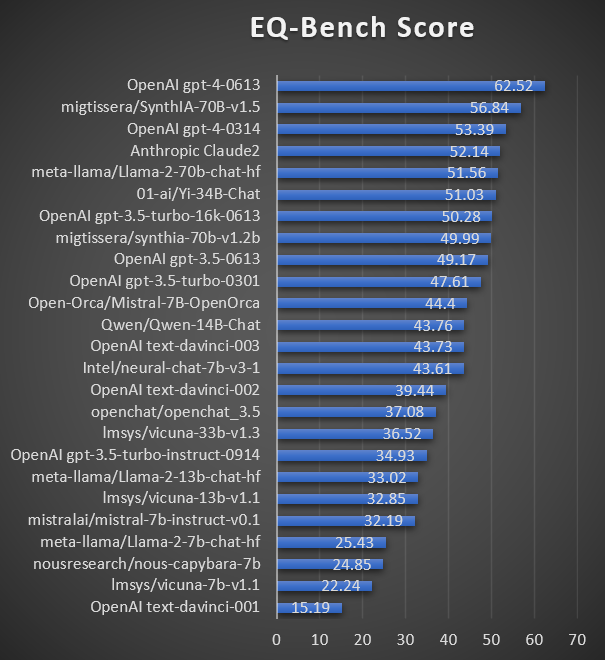 EQ-Bench Score
OpenAI gpt-4-0613 62.52
migtissera/SynthIA-70B-v1.5 56.84
OpenAI gpt-4-0314 53.39
Anthropic Claude2 52.14
meta-llama/Llama-2-70b-chat-hf 51.56
01-ai/Yi-34B-Chat 51.03
OpenAI gpt-3.5-turbo-16k-0613 50.28
migtissera/synthia-70b-v1.2b 49.99
OpenAI gpt-3.5-0613 49.17
OpenAI gpt-3.5-turbo-0301 47.61
Open-Orca/Mistral-7B-OpenOrca 44.4
Qwen/Qwen-14B-Chat 43.76
OpenAI text-davinci-003 43.73
Intel/neural-chat-7b-v3-1 43.61
OpenAI text-davinci-002 39.44
openchat/openchat_3.5 37.08
lmsys/vicuna-33b-v1.3 36.52
OpenAI gpt-3.5-turbo-instruct-0914 34.93
meta-llama/Llama-2-13b-chat-hf 33.02
lmsys/vicuna-13b-v1.1 32.85
mistralai/mistral-7b-instruct-v0.1 32.19
meta-llama/Llama-2-7b-chat-hf 25.43
nousresearch/nous-capybara-7b 24.85
lmsys/vicuna-7b-v1.1 22.24
OpenAI text-davinci-001 15.19
0 10 20 30 40 50 60 70